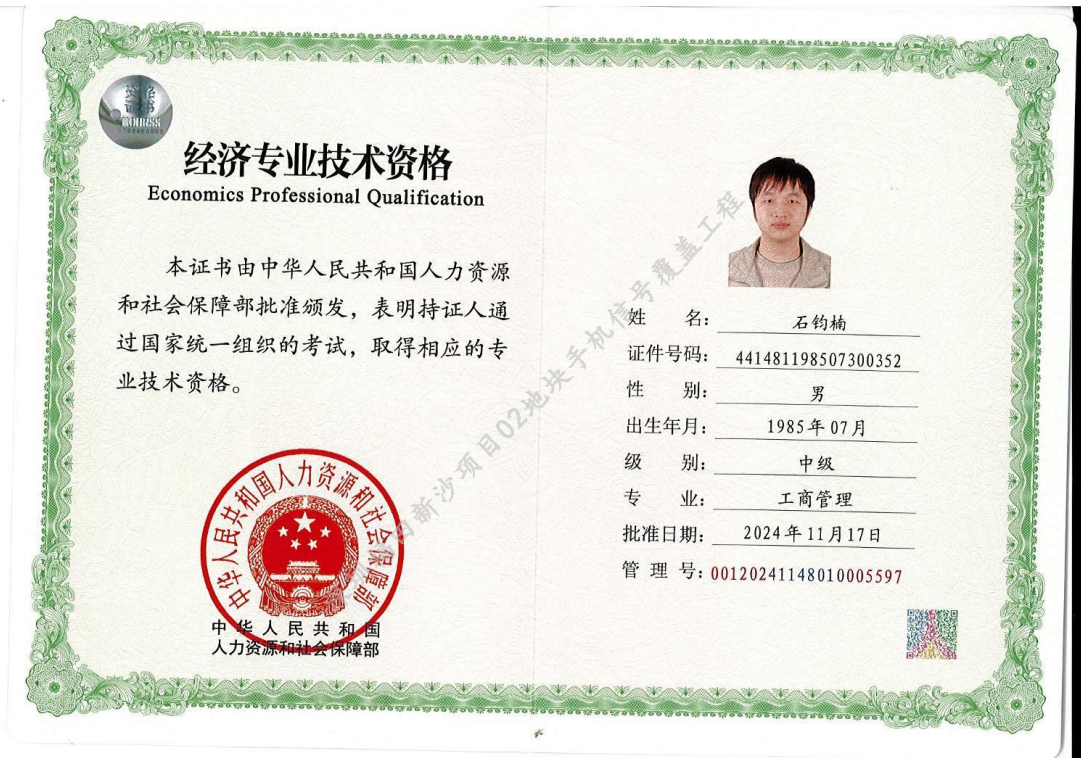 经济专业技术资格
Economics Professional Qualification
本证书由中华人民共和国人力资源
和社会保障部批准颁发，表明持证人通
过国家统一组织的考试，取得相应的专
业技术资格。
中华人民共和国人力资源和社会保障部
中华人民共和国
人力资源和社会保障部
姓 名： 石钧楠
证件号码： 441481198507300352
性 别： 男
出生年月： 1985年07月
级 别： 中级
专 业： 工商管理
批准日期： 2024年11月17日
管 理 号： 00120241148010005597
新沙项目02地块手机信号覆盖工程